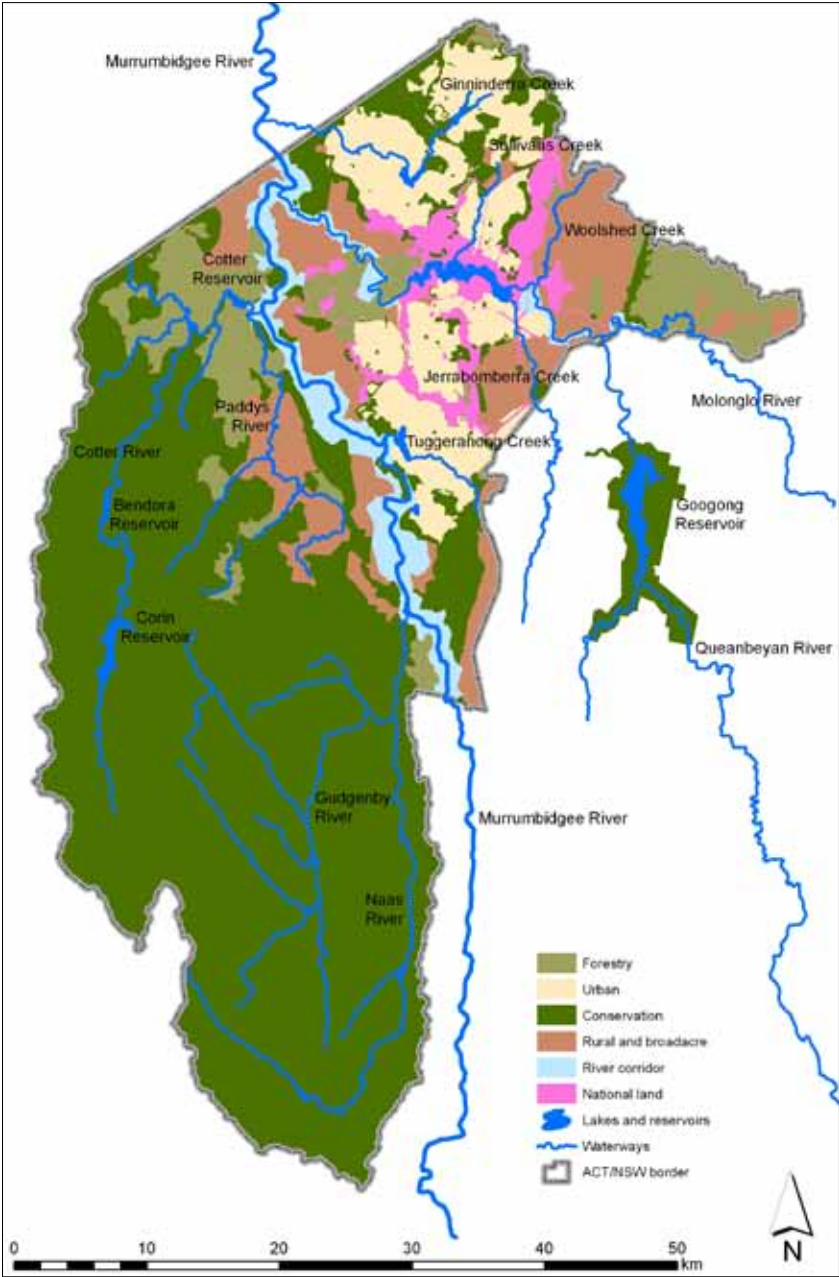 Murrumbidgee River
Ginninderra Creek
Sullivans Creek
Woolshed Creek
Cotter
Reservoir
Jerrabomberra Creek
Molonglo River
Paddys
River
Tuggeranong Creek
Cotter River
Bendora
Reservoir
Googong
Reservoir
Corin
Reservoir
Queanbeyan River
Gudgenby
River
Murrumbidgee River
Naas
River
Forestry
Urban
Conservation
Rural and broadacre
River corridor
National land
Lakes and reservoirs
Waterways
ACT/NSW border
N
0 10 20 30 40 50
km